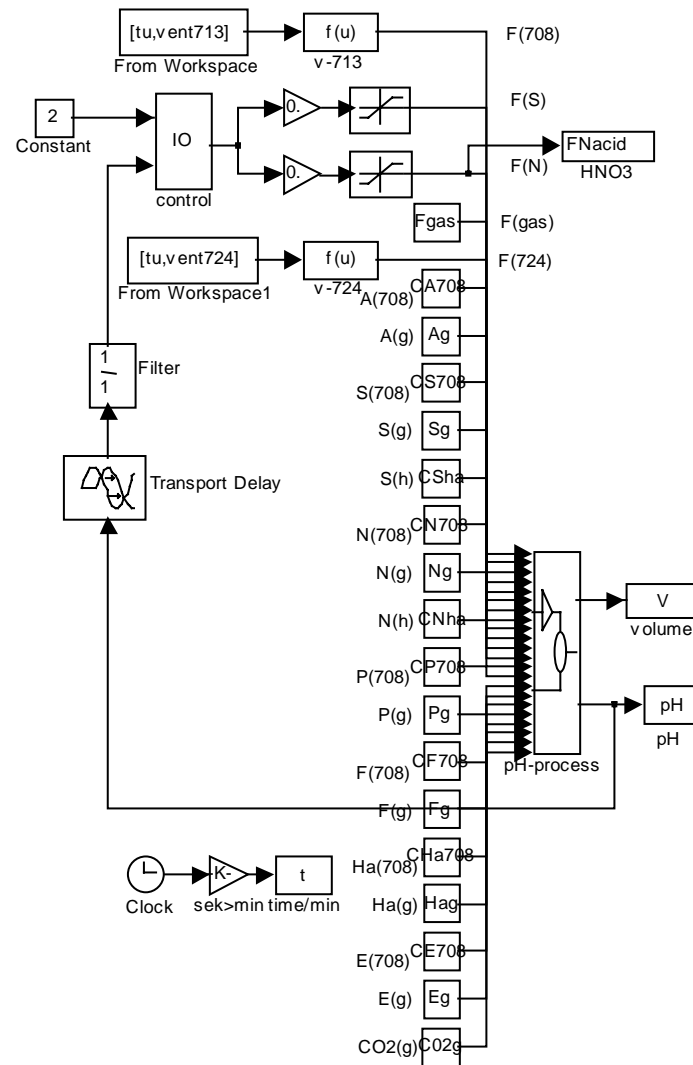 [tu,vent713]
From Workspace
f(u)
v-713
F(708)
2
Constant
IO
control
0.
F(S)
0.
F(N)
FNacid
HNO3
Fgas
F(gas)
[tu,vent724]
From Workspace1
f(u)
v-724
F(724)
A(708)
CA708
A(g)
Ag
1
1
Filter
S(708)
CS708
S(g)
Sg
Transport Delay
S(h)
CSha
N(708)
CN708
N(g)
Ng
N(h)
CNha
V
volume
P(708)
CP708
P(g)
Pg
pH
pH
pH-process
F(708)
CF708
F(g)
Fg
Ha(708)
CHa708
Clock
K-
sek>min
t
time/min
Ha(g)
Hag
E(708)
CE708
E(g)
Eg
CO2(g)
C02g